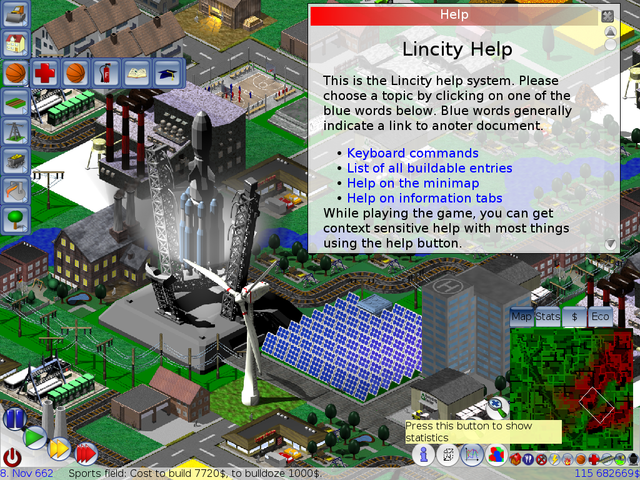 Help
Lincity Help
This is the Lincity help system. Please
choose a topic by clicking on one of the
blue words below. Blue words generally
indicate a link to anoter document.
• Keyboard commands
• List of all buildable entries
• Help on the minimap
• Help on information tabs
While playing the game, you can get
context sensitive help with most things
using the help button.
H
Map Stats $ Eco
Press this button to show
statistics
8. Nov 662 Sports field: Cost to build 7720$, to bulldoze 1000$. 115 682669$